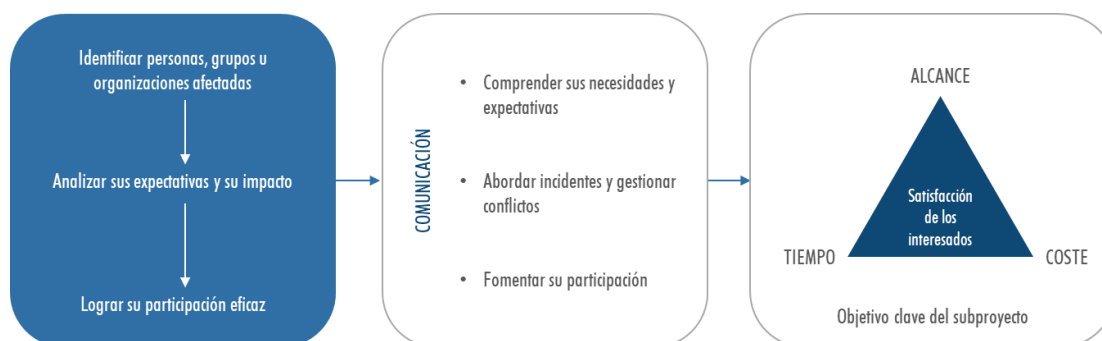 Identificar personas, grupos u
organizaciones afectadas
Analizar sus expectativas y su impacto
Lograr su participación eficaz
COMUNICACIÓN
• Comprender sus necesidades y
expectativas
• Abordar incidentes y gestionar
conflictos
• Fomentar su participación
ALCANCE
Satisfacción
de los
interesados
TIEMPO
COSTE
Objetivo clave del subproyecto